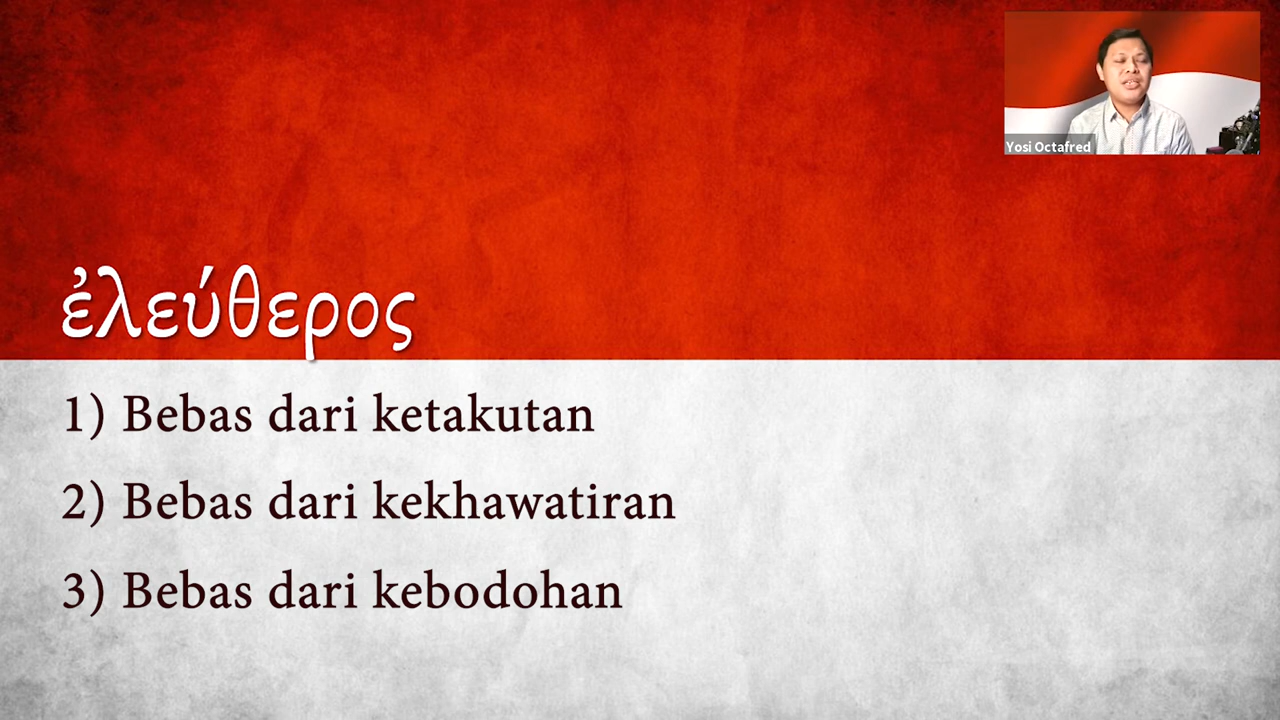 Yosi Octafred
ἐλεύθερος
1) Bebas dari ketakutan
2) Bebas dari kekhawatiran
3) Bebas dari kebodohan